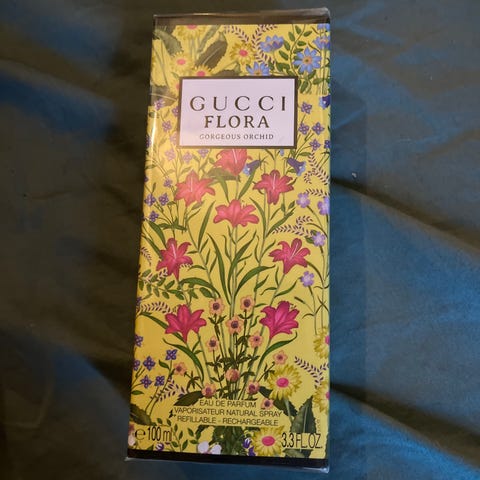 GUCCI
FLORA
GORGEOUS ORCHID
EAU DE PARFUM
VAPORISATEUR NATURAL SPRAY
REFILLABLE - RECHARGEABLE
℮ 100 ml 3.3 FL.OZ.